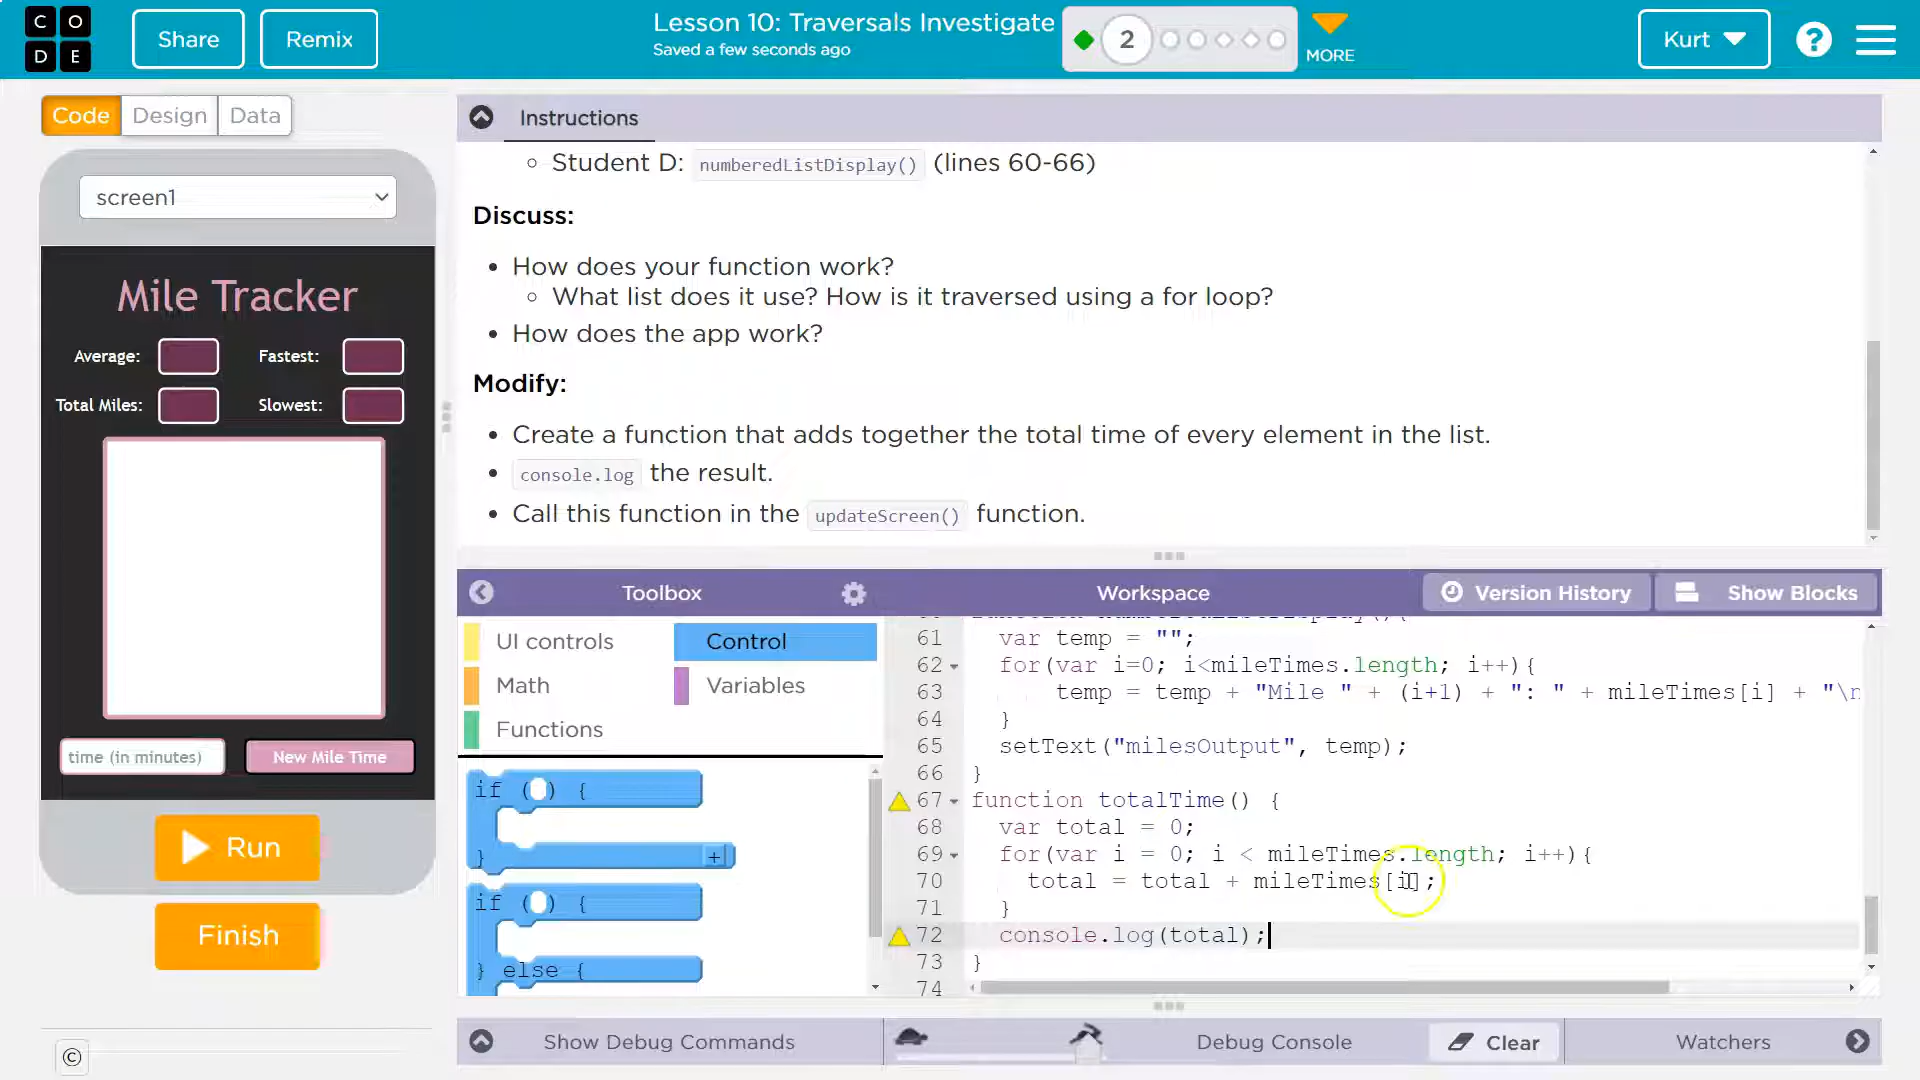 CO
DE
Share
Remix
Lesson 10: Traversals Investigate
Saved a few seconds ago
2
MORE
Kurt
?
Code
Design
Data
screen1
Mile Tracker
Average:
Fastest:
Total Miles:
Slowest:
time (in minutes)
New Mile Time
Run
Finish
©
Instructions
Student D: numberedListDisplay() (lines 60-66)
Discuss:
How does your function work?
What list does it use? How is it traversed using a for loop?
How does the app work?
Modify:
Create a function that adds together the total time of every element in the list.
console.log the result.
Call this function in the updateScreen() function.
Toolbox
Workspace
Version History
Show Blocks
UI controls
Control
Math
Variables
Functions
if ( ) {
}
+
if ( ) {
} else {
61 var temp = "";
62 for(var i=0; i<mileTimes.length; i++){
63 temp = temp + "Mile " + (i+1) + ": " + mileTimes[i] + "\n
64 }
65 setText("milesOutput", temp);
66 }
67 function totalTime() {
68 var total = 0;
69 for(var i = 0; i < mileTimes.length; i++){
70 total = total + mileTimes[i];
71 }
72 console.log(total);
73 }
74
Show Debug Commands
Debug Console
Clear
Watchers